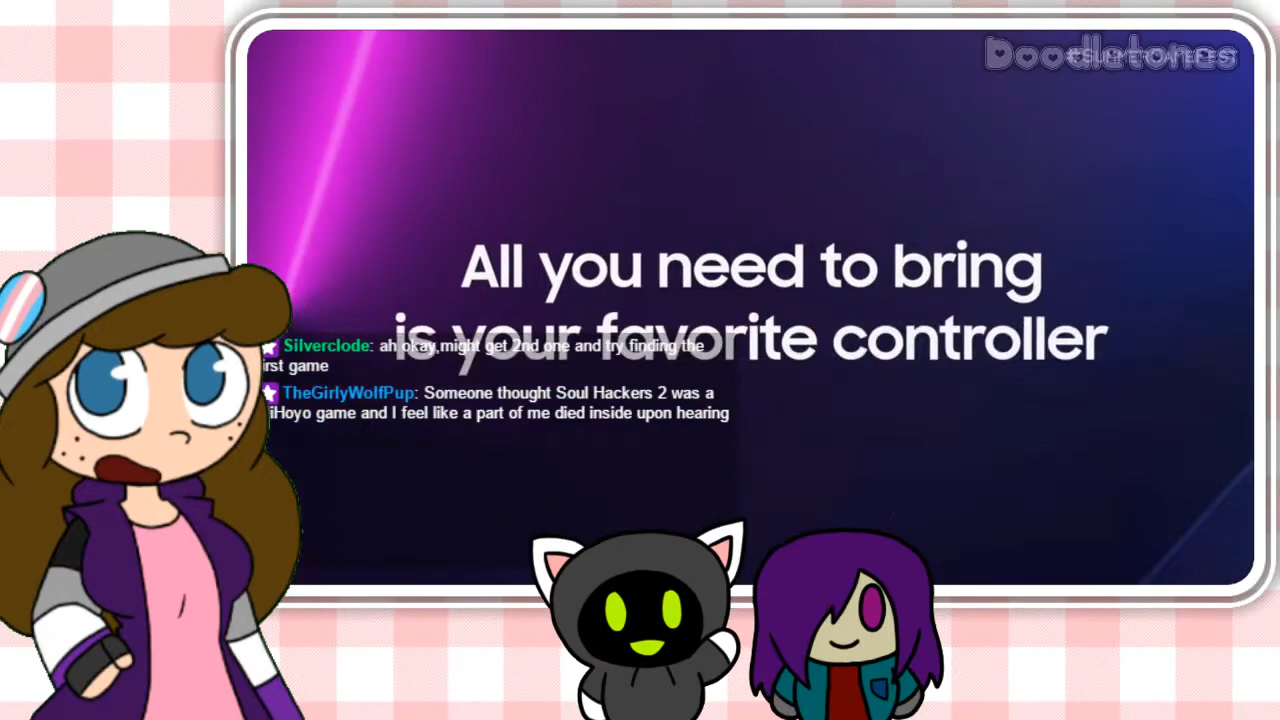 Doodletones
#SUMMERGAMEFEST
All you need to bring
is your favorite controller
Silverclode: ah okay,might get 2nd one and try finding the
irst game
TheGirlyWolfPup: Someone thought Soul Hackers 2 was a
iHoyo game and I feel like a part of me died inside upon hearing